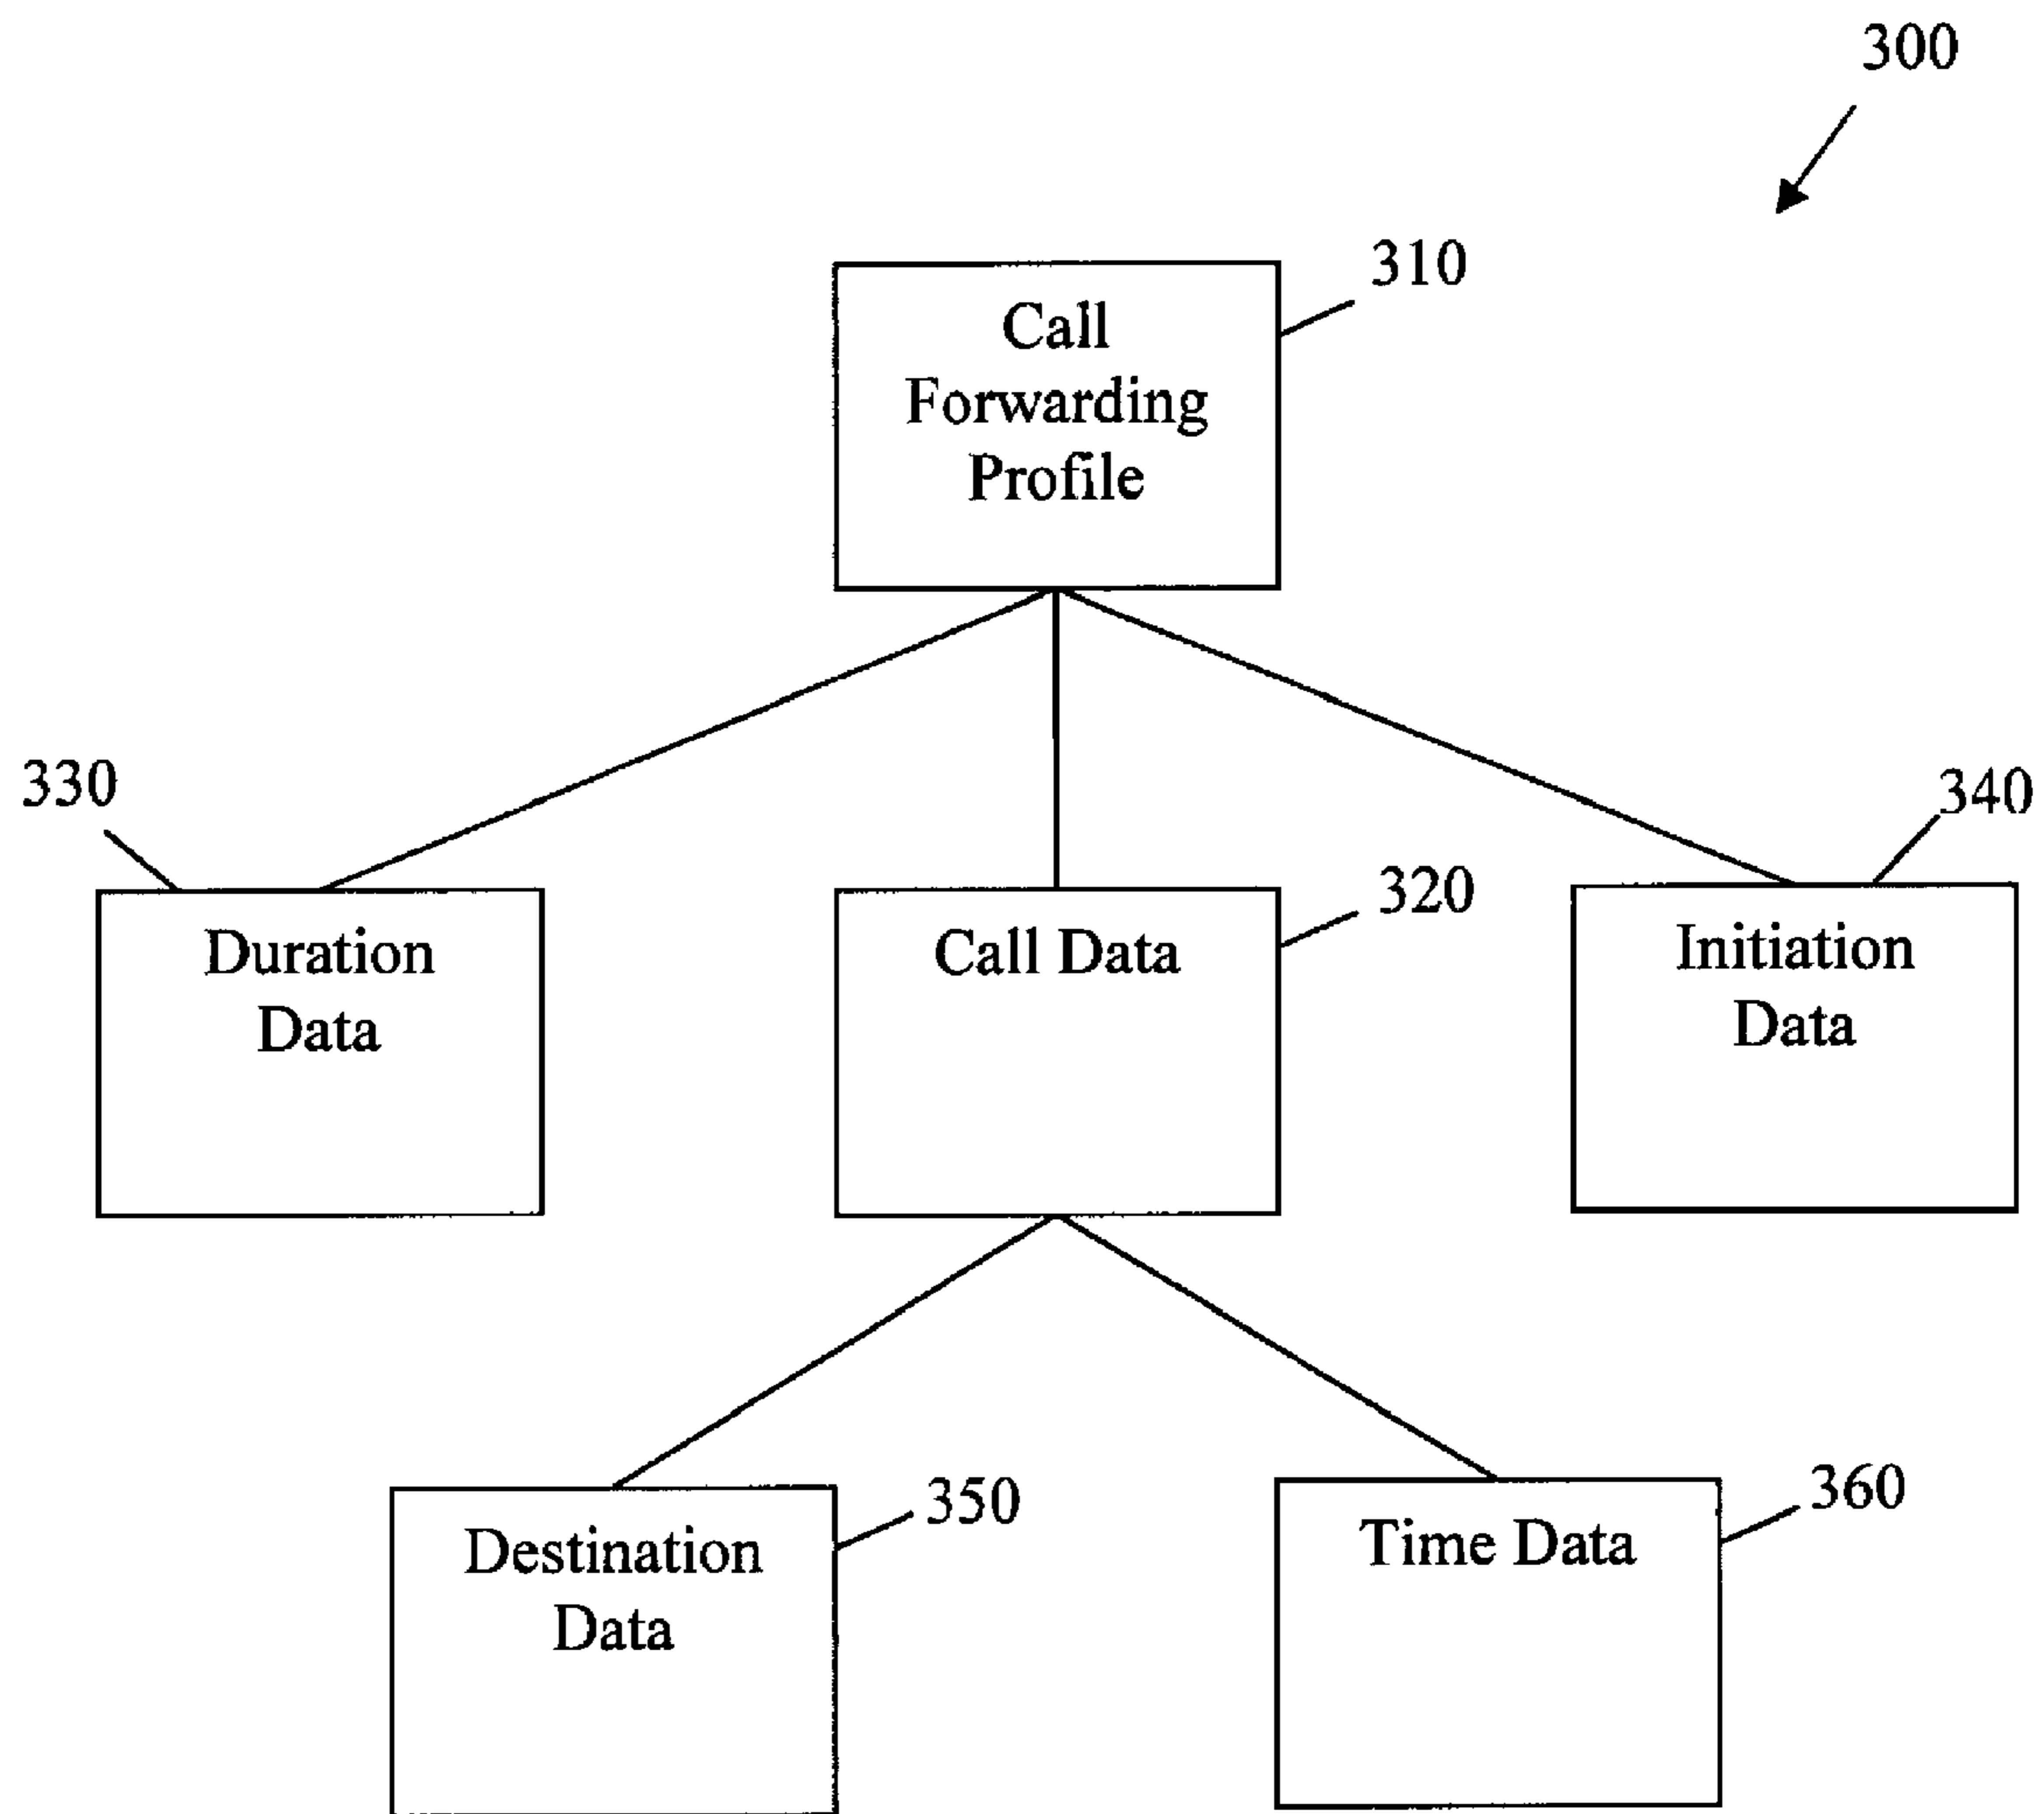 300
310
Call
Forwarding
Profile
330
340
320
Duration
Data
Call Data
Initiation
Data
350
360
Destination
Data
Time Data